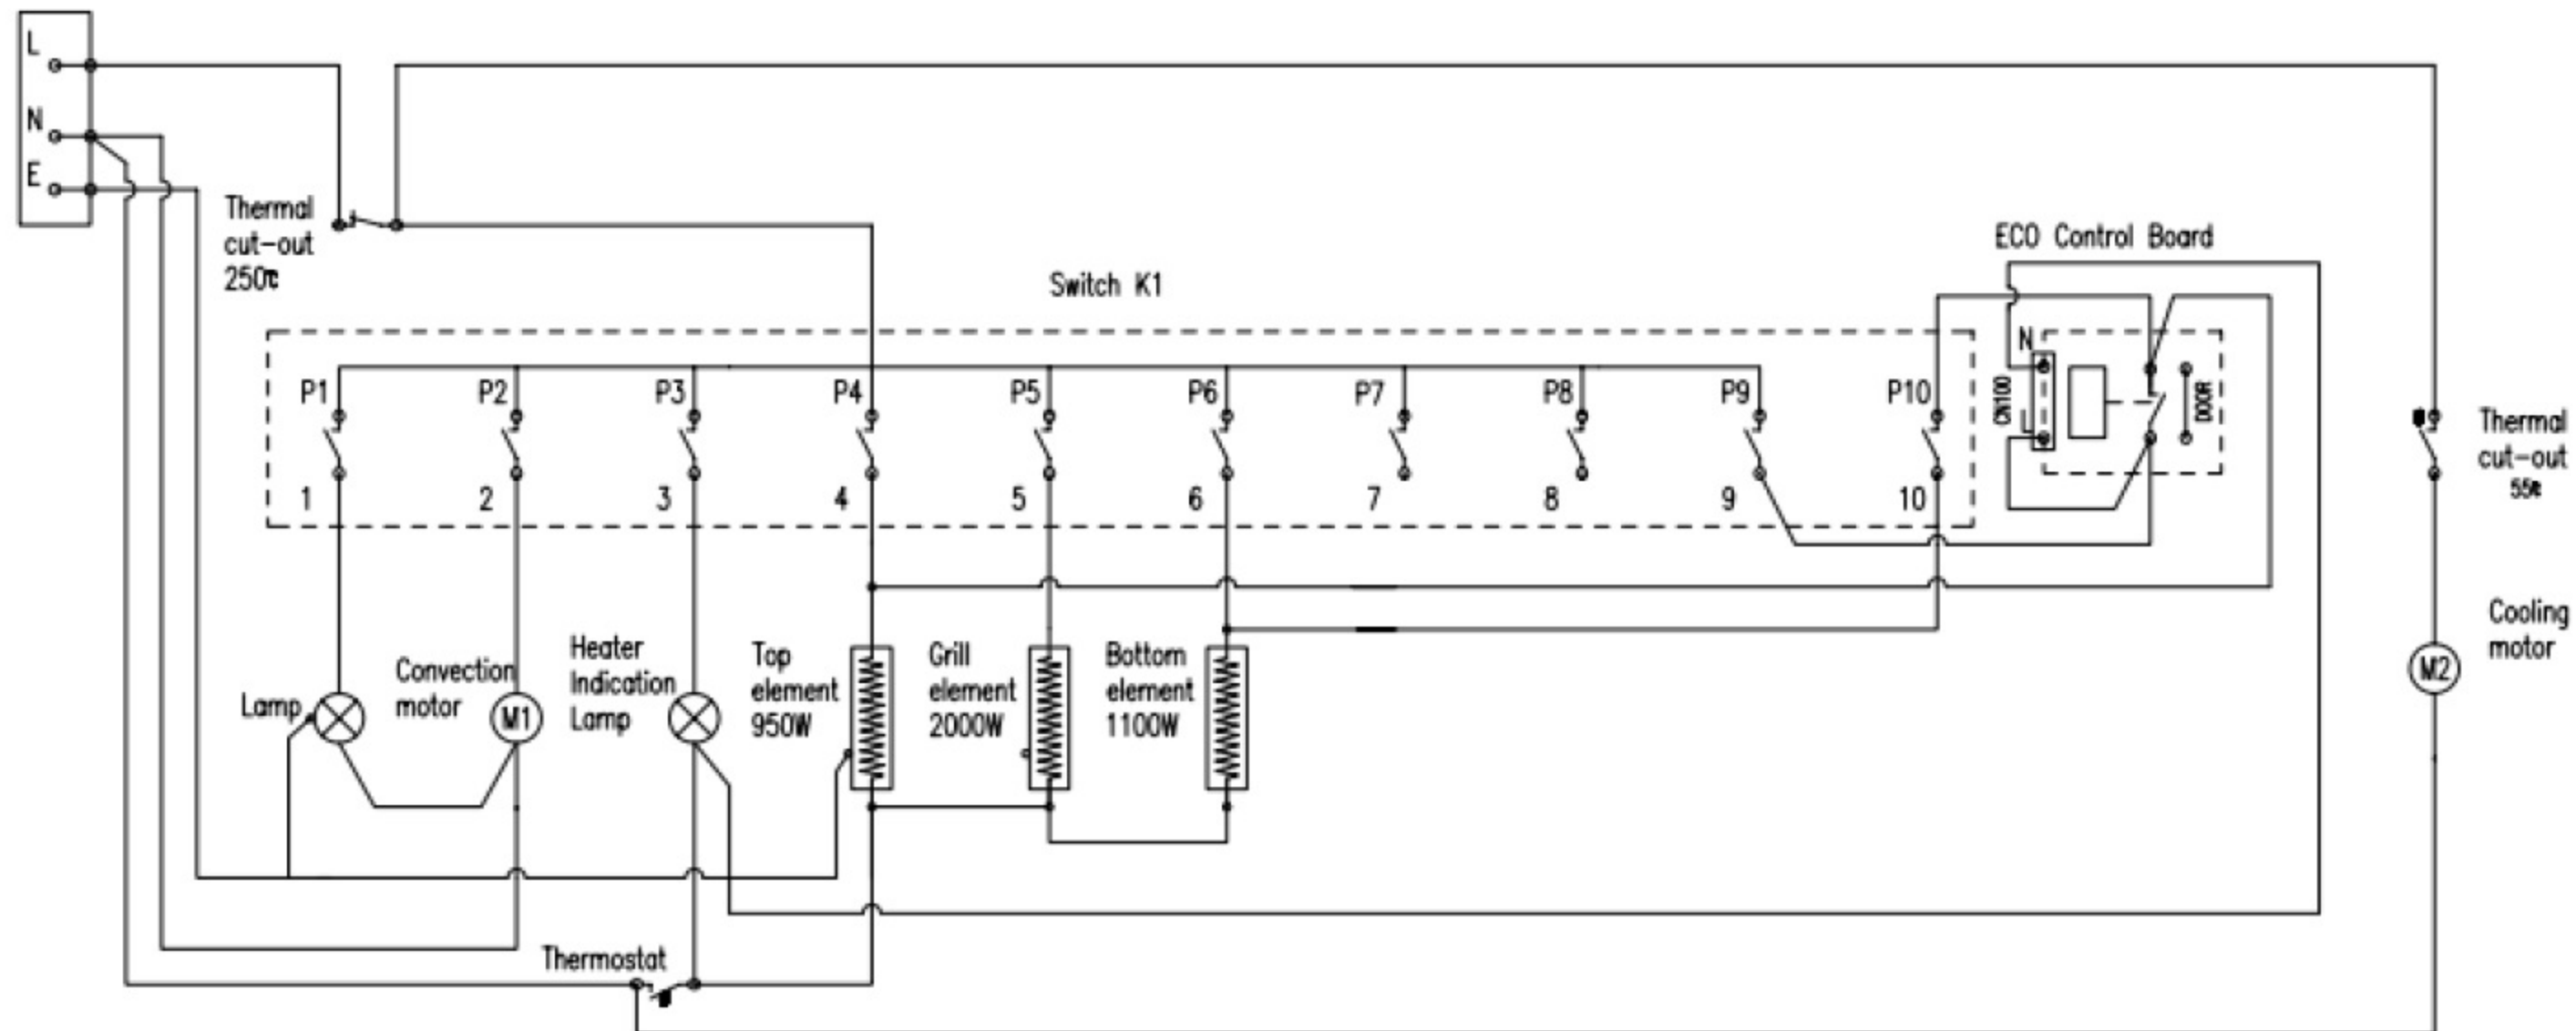 L
N
E
Thermal
cut-out
250℃
Switch K1
ECO Control Board
P1
P2
P3
P4
P5
P6
P7
P8
P9
P10
N
CN100
L
DOOR
1
2
3
4
5
6
7
8
9
10
Thermal
cut-out
55℃
Cooling
motor
M2
Lamp
Convection
motor
M1
Heater
Indication
Lamp
Top
element
950W
Grill
element
2000W
Bottom
element
1100W
Thermostat